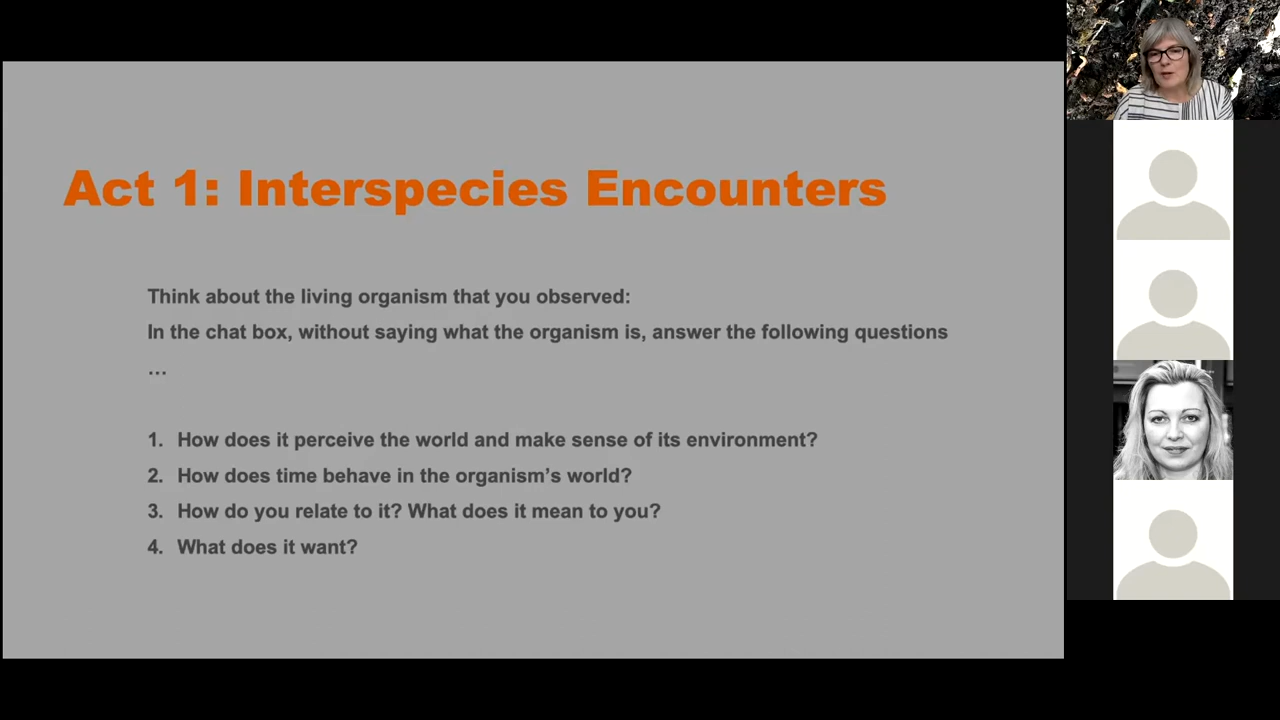 Act 1: Interspecies Encounters
Think about the living organism that you observed:
In the chat box, without saying what the organism is, answer the following questions
…
1. How does it perceive the world and make sense of its environment?
2. How does time behave in the organism’s world?
3. How do you relate to it? What does it mean to you?
4. What does it want?